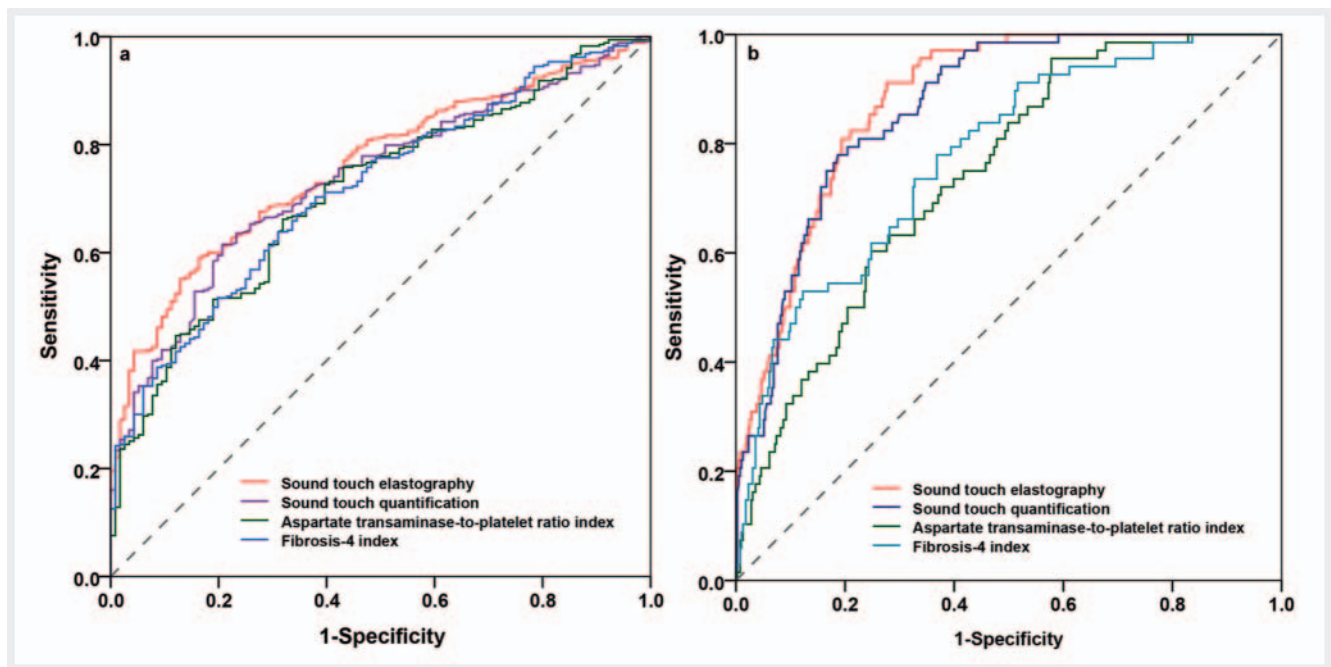 a
Sensitivity
1.0
0.8
0.6
0.4
0.2
0.0
Sound touch elastography
Sound touch quantification
Aspartate transaminase-to-platelet ratio index
Fibrosis-4 index
0.0 0.2 0.4 0.6 0.8 1.0
1-Specificity
b
Sensitivity
1.0
0.8
0.6
0.4
0.2
0.0
Sound touch elastography
Sound touch quantification
Aspartate transaminase-to-platelet ratio index
Fibrosis-4 index
0.0 0.2 0.4 0.6 0.8 1.0
1-Specificity